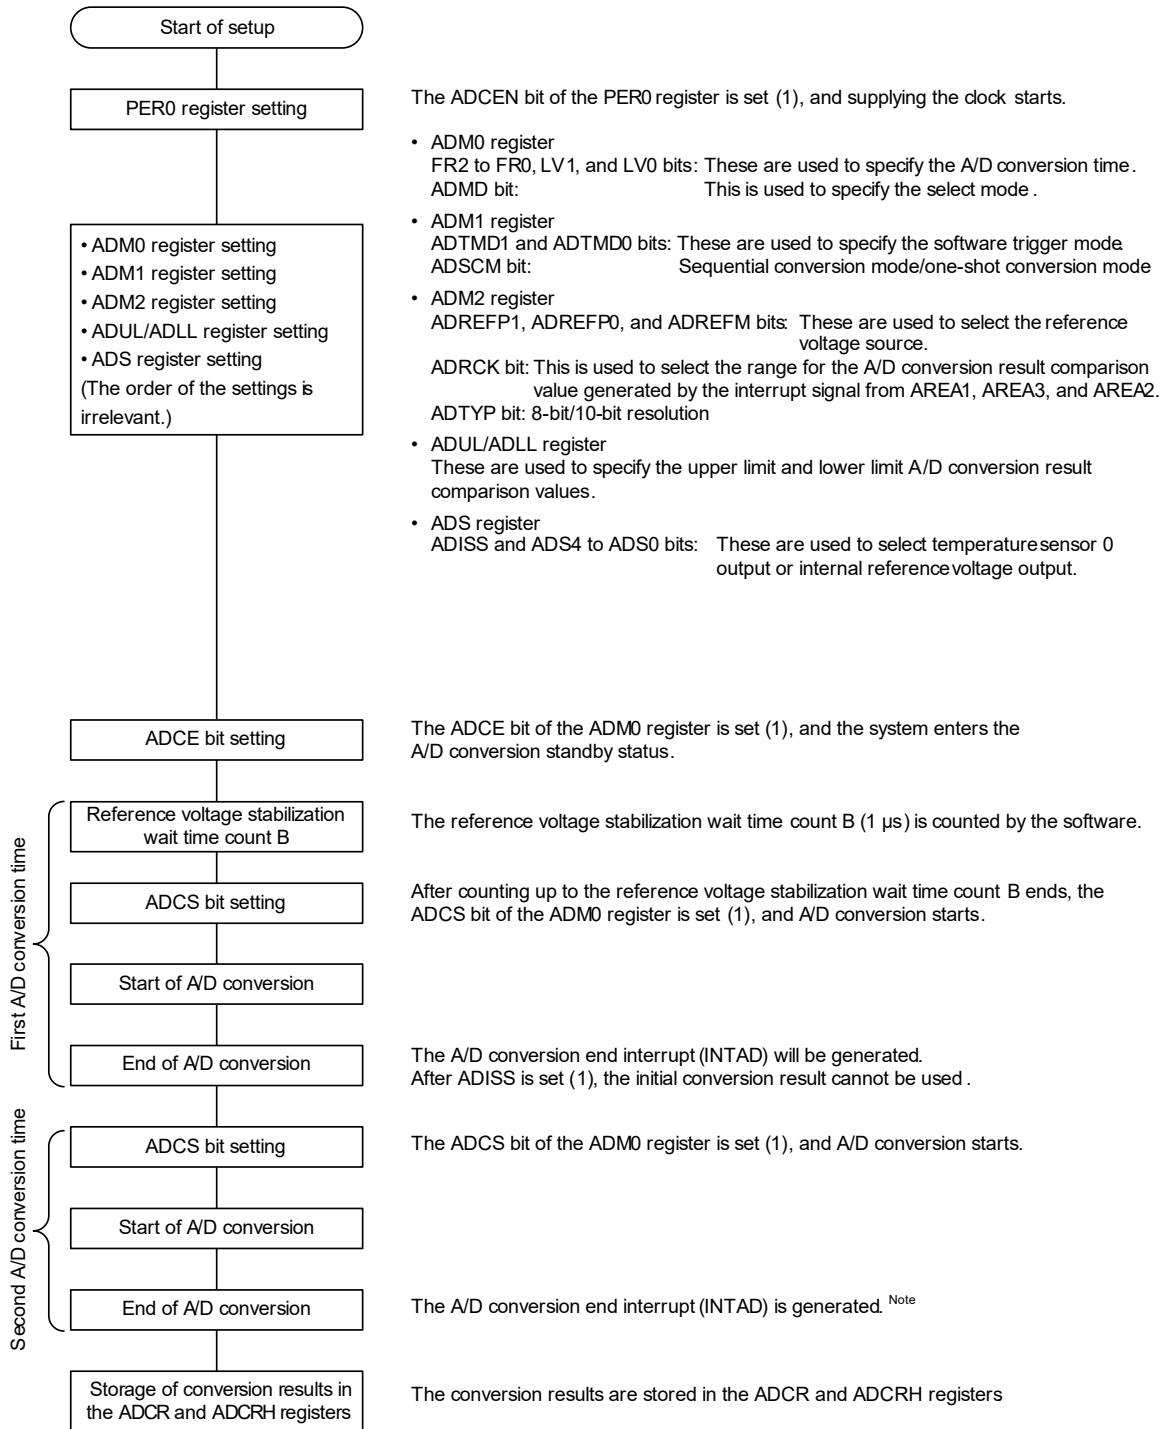 Start of setup
PER0 register setting
The ADCEN bit of the PER0 register is set (1), and supplying the clock starts.
• ADM0 register
FR2 to FR0, LV1, and LV0 bits: These are used to specify the A/D conversion time.
ADMD bit: This is used to specify the select mode.
• ADM1 register
ADTMD1 and ADTMD0 bits: These are used to specify the software trigger mode.
ADSCM bit: Sequential conversion mode/one-shot conversion mode
• ADM2 register
ADREFP1, ADREFP0, and ADREFM bits: These are used to select the reference
voltage source.
ADRCK bit: This is used to select the range for the A/D conversion result comparison
value generated by the interrupt signal from AREA1, AREA3, and AREA2.
ADTYP bit: 8-bit/10-bit resolution
• ADUL/ADLL register
These are used to specify the upper limit and lower limit A/D conversion result
comparison values.
• ADS register
ADISS and ADS4 to ADS0 bits: These are used to select temperature sensor 0
output or internal reference voltage output.
• ADM0 register setting
• ADM1 register setting
• ADM2 register setting
• ADUL/ADLL register setting
• ADS register setting
(The order of the settings is
irrelevant.)
ADCE bit setting
The ADCE bit of the ADM0 register is set (1), and the system enters the
A/D conversion standby status.
First A/D conversion time
Reference voltage stabilization
wait time count B
The reference voltage stabilization wait time count B (1 µs) is counted by the software.
ADCS bit setting
After counting up to the reference voltage stabilization wait time count B ends, the
ADCS bit of the ADM0 register is set (1), and A/D conversion starts.
Start of A/D conversion
End of A/D conversion
The A/D conversion end interrupt (INTAD) will be generated.
After ADISS is set (1), the initial conversion result cannot be used.
Second A/D conversion time
ADCS bit setting
The ADCS bit of the ADM0 register is set (1), and A/D conversion starts.
Start of A/D conversion
End of A/D conversion
The A/D conversion end interrupt (INTAD) is generated. Note
Storage of conversion results in
the ADCR and ADCRH registers
The conversion results are stored in the ADCR and ADCRH registers